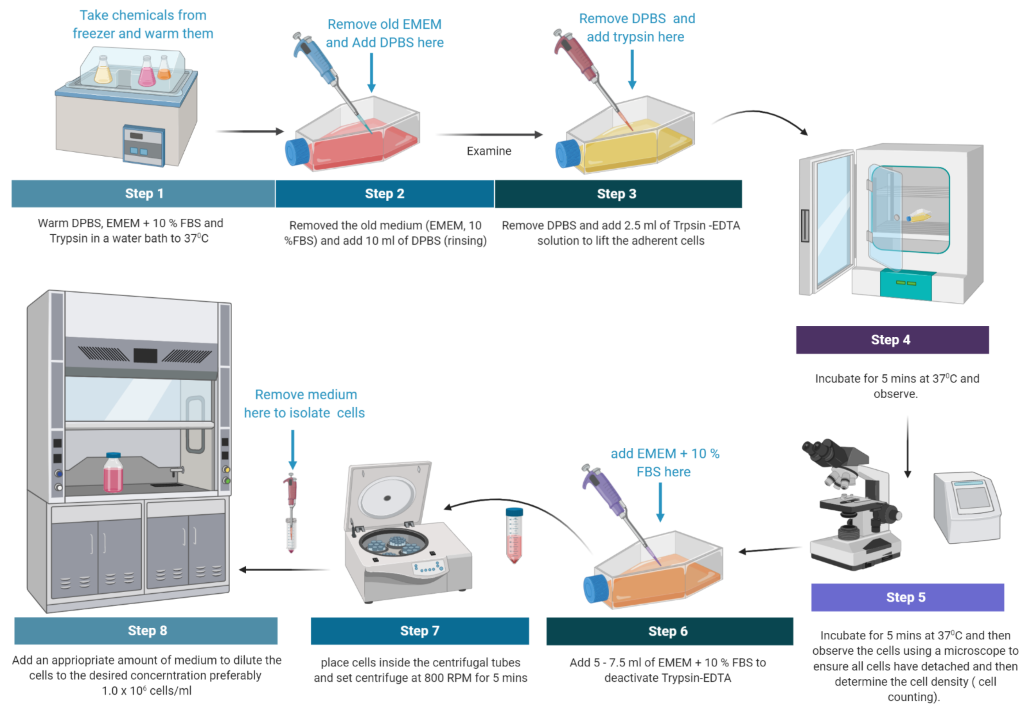 Take chemicals from
freezer and warm them
Step 1
Warm DPBS, EMEM + 10 % FBS and
Trypsin in a water bath to 37⁰C
Remove old EMEM
and Add DPBS here
Step 2
Removed the old medium (EMEM, 10
%FBS) and add 10 ml of DPBS (rinsing)
Examine
Remove DPBS and
add trypsin here
Step 3
Remove DPBS and add 2.5 ml of Trpsin -EDTA
solution to lift the adherent cells
Step 4
Incubate for 5 mins at 37⁰C and
observe.
Step 5
Incubate for 5 mins at 37⁰C and then
observe the cells using a microscope to
ensure all cells have detached and then
determine the cell density ( cell
counting).
add EMEM + 10 %
FBS here
Step 6
Add 5 - 7.5 ml of EMEM + 10 % FBS to
deactivate Trypsin-EDTA
Step 7
place cells inside the centrifugal tubes
and set centrifuge at 800 RPM for 5 mins
Remove medium
here to isolate cells
Step 8
Add an appriopriate amount of medium to dilute the
cells to the desired concerntration preferably
1.0 x 10⁶ cells/ml